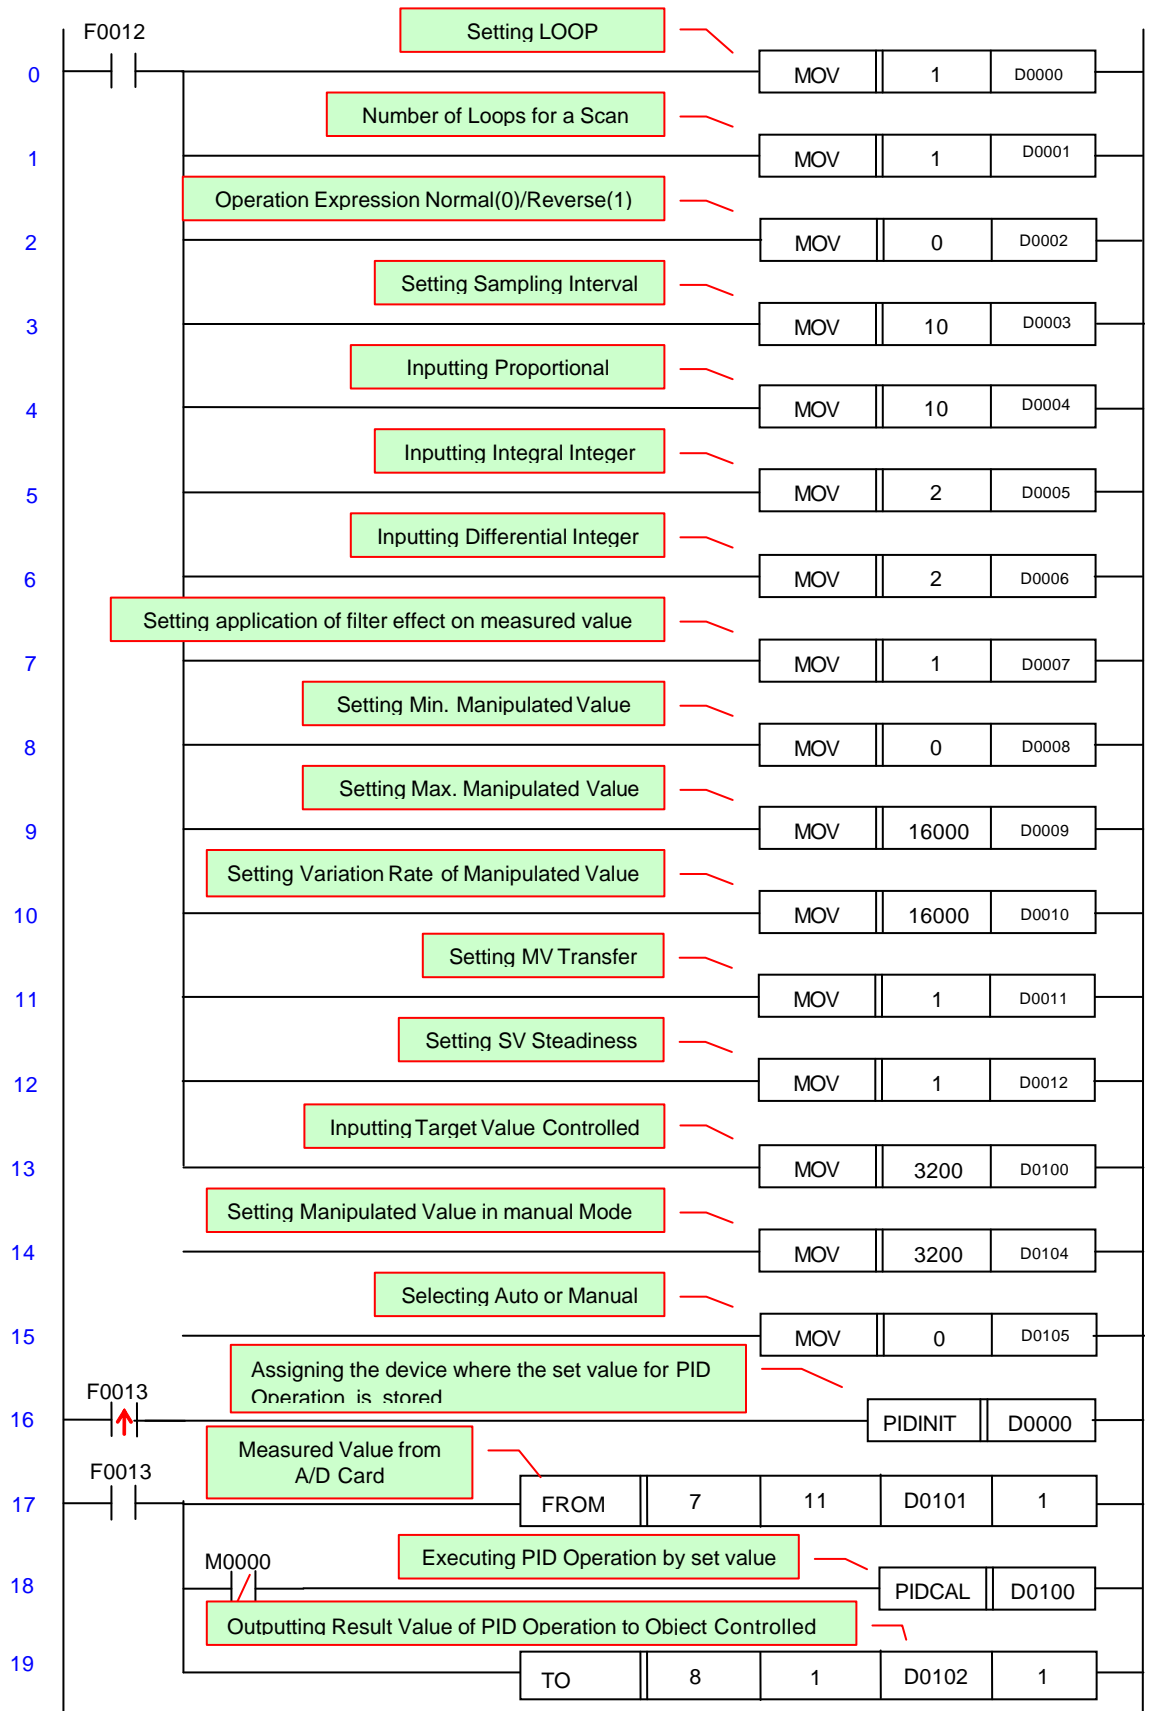 F0012
Setting LOOP
0
MOV 1 D0000
Number of Loops for a Scan
1
MOV 1 D0001
Operation Expression Normal(0)/Reverse(1)
2
MOV 0 D0002
Setting Sampling Interval
3
MOV 10 D0003
Inputting Proportional
4
MOV 10 D0004
Inputting Integral Integer
5
MOV 2 D0005
Inputting Differential Integer
6
MOV 2 D0006
Setting application of filter effect on measured value
7
MOV 1 D0007
Setting Min. Manipulated Value
8
MOV 0 D0008
Setting Max. Manipulated Value
9
MOV 16000 D0009
Setting Variation Rate of Manipulated Value
10
MOV 16000 D0010
Setting MV Transfer
11
MOV 1 D0011
Setting SV Steadiness
12
MOV 1 D0012
Inputting Target Value Controlled
13
MOV 3200 D0100
Setting Manipulated Value in manual Mode
14
MOV 3200 D0104
Selecting Auto or Manual
15
MOV 0 D0105
Assigning the device where the set value for PID
Operation is stored
F0013
16
PIDINIT D0000
Measured Value from
A/D Card
F0013
17
FROM 7 11 D0101 1
Executing PID Operation by set value
M0000
18
PIDCAL D0100
Outputting Result Value of PID Operation to Object Controlled
19
TO 8 1 D0102 1